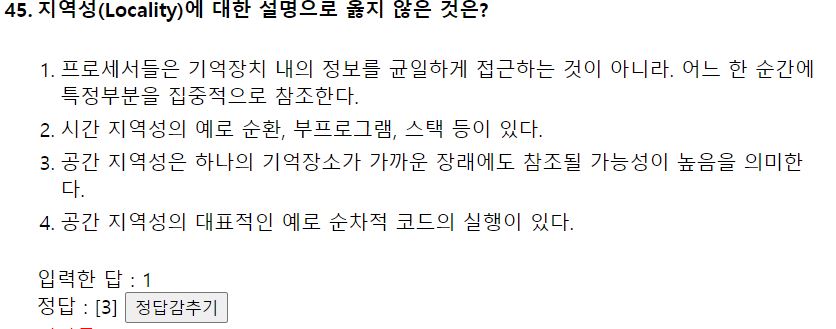 45. 지역성(Locality)에 대한 설명으로 옳지 않은 것은?
1. 프로세서들은 기억장치 내의 정보를 균일하게 접근하는 것이 아니라. 어느 한 순간에
특정부분을 집중적으로 참조한다.
2. 시간 지역성의 예로 순환, 부프로그램, 스택 등이 있다.
3. 공간 지역성은 하나의 기억장소가 가까운 장래에도 참조될 가능성이 높음을 의미한
다.
4. 공간 지역성의 대표적인 예로 순차적 코드의 실행이 있다.
입력한 답 : 1
정답 : [3] 정답감추기